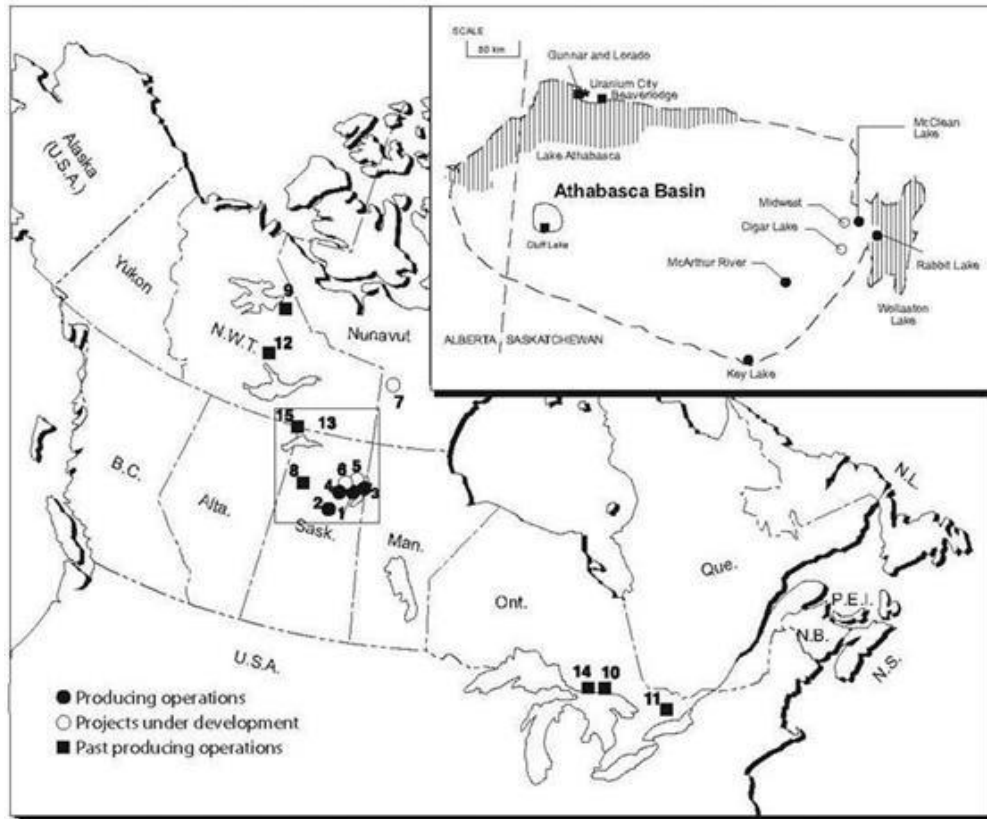 SCALE
50 km
Gunnar and Lorado
Uranium City
Beaverlodge
McClean
Lake
Lake Athabasca
Athabasca Basin
Midwest
Cigar Lake
Cluff Lake
McArthur River
Rabbit Lake
Wollaston
Lake
ALBERTA
SASKATCHEWAN
Key Lake
Alaska
(U.S.A.)
Yukon
N.W.T.
Nunavut
9
12
7
15
13
8
6
5
4
3
2
1
B.C.
Alta.
Sask.
Man.
Ont.
Que.
N.L.
P.E.I.
N.B.
N.S.
U.S.A.
14
10
11
Producing operations
Projects under development
Past producing operations